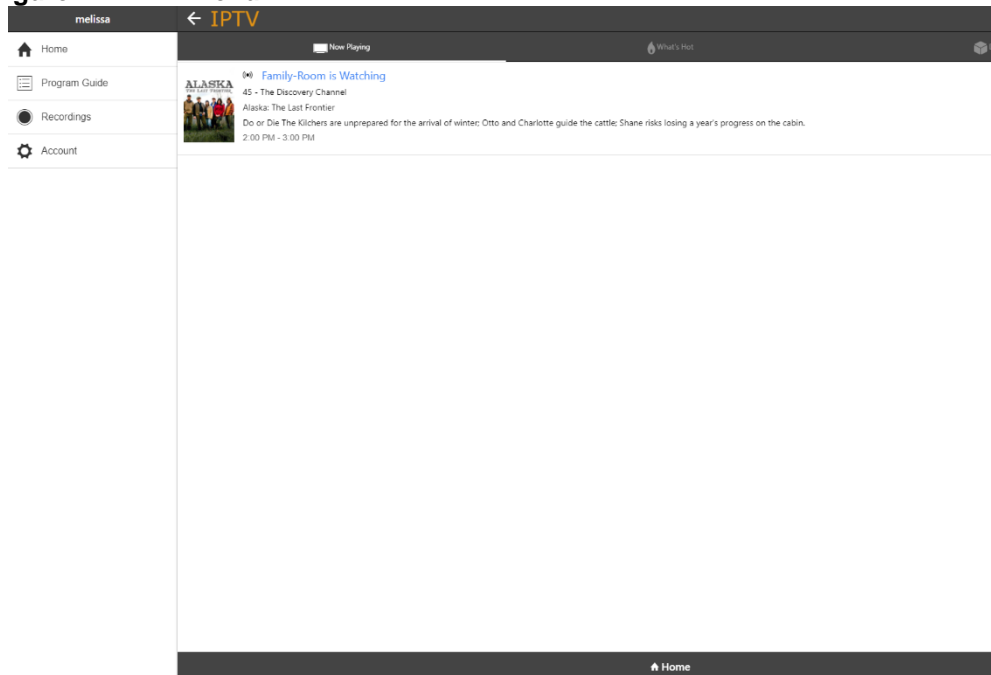 melissa
← IPTV
Home
Program Guide
Recordings
Account
Now Playing
What's Hot
ALASKA
THE LAST FRONTIER
Family-Room is Watching
45 - The Discovery Channel
Alaska: The Last Frontier
Do or Die The Kilchers are unprepared for the arrival of winter; Otto and Charlotte guide the cattle; Shane risks losing a year's progress on the cabin.
2:00 PM - 3:00 PM
Home